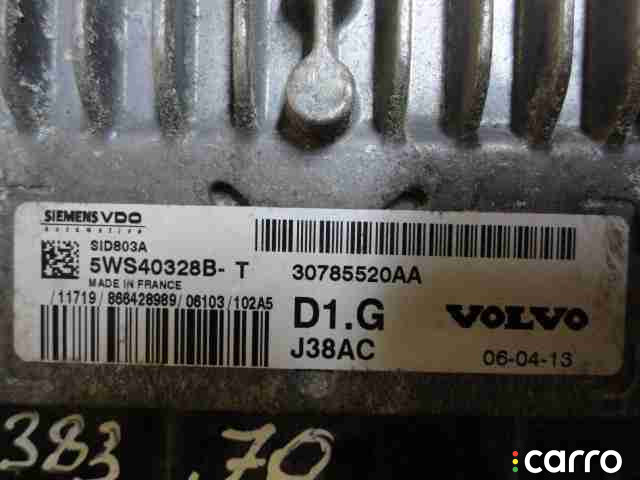 SIEMENS VDO
Automotive
SID803A
5WS40328B- T
MADE IN FRANCE
/11719/866428989/06103/102A5
30785520AA
D1.G
J38AC
VOLVO
06-04-13
383 .70
carro